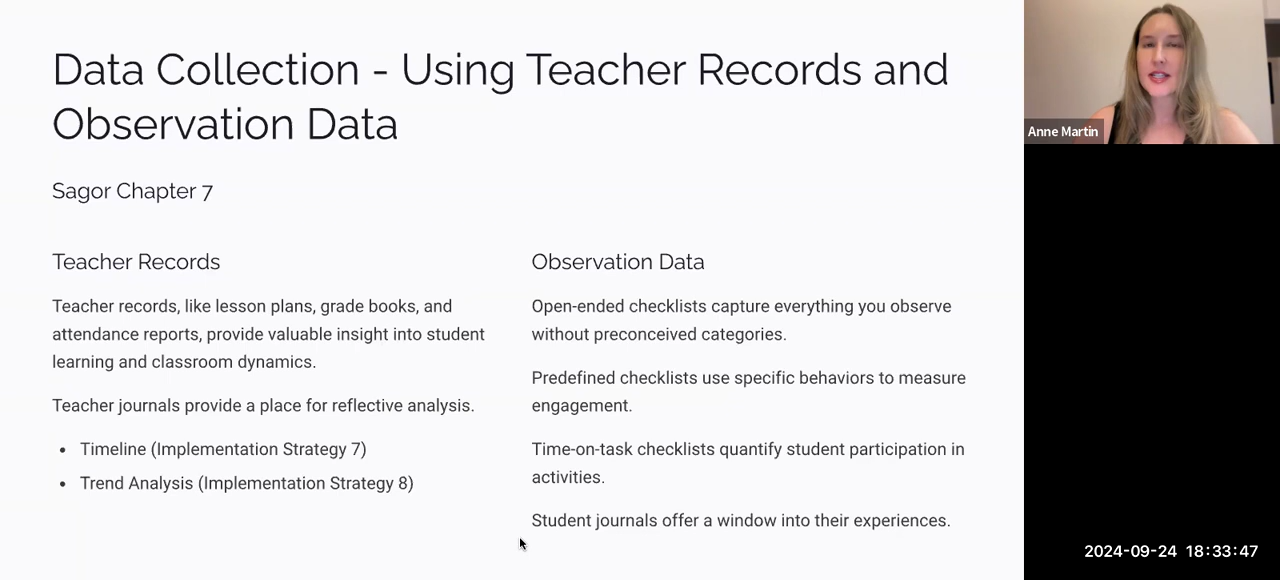 Data Collection - Using Teacher Records and
Observation Data
Sagor Chapter 7
Teacher Records
Teacher records, like lesson plans, grade books, and
attendance reports, provide valuable insight into student
learning and classroom dynamics.
Teacher journals provide a place for reflective analysis.
• Timeline (Implementation Strategy 7)
• Trend Analysis (Implementation Strategy 8)
Observation Data
Open-ended checklists capture everything you observe
without preconceived categories.
Predefined checklists use specific behaviors to measure
engagement.
Time-on-task checklists quantify student participation in
activities.
Student journals offer a window into their experiences.
Anne Martin
2024-09-24 18:33:47